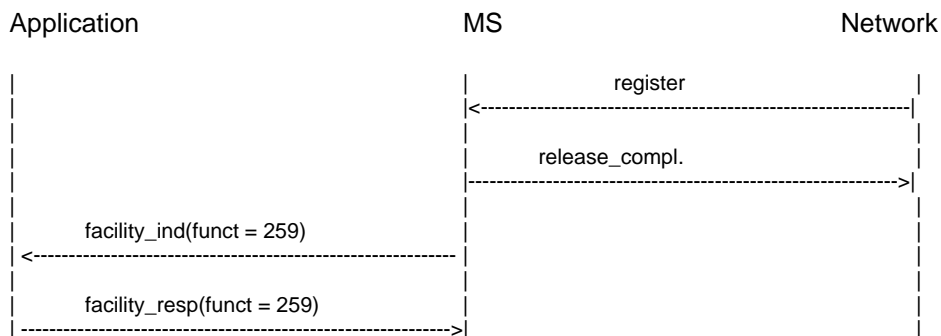 Application MS Network
register
release_compl.
facility_ind(funct = 259)
facility_resp(funct = 259)